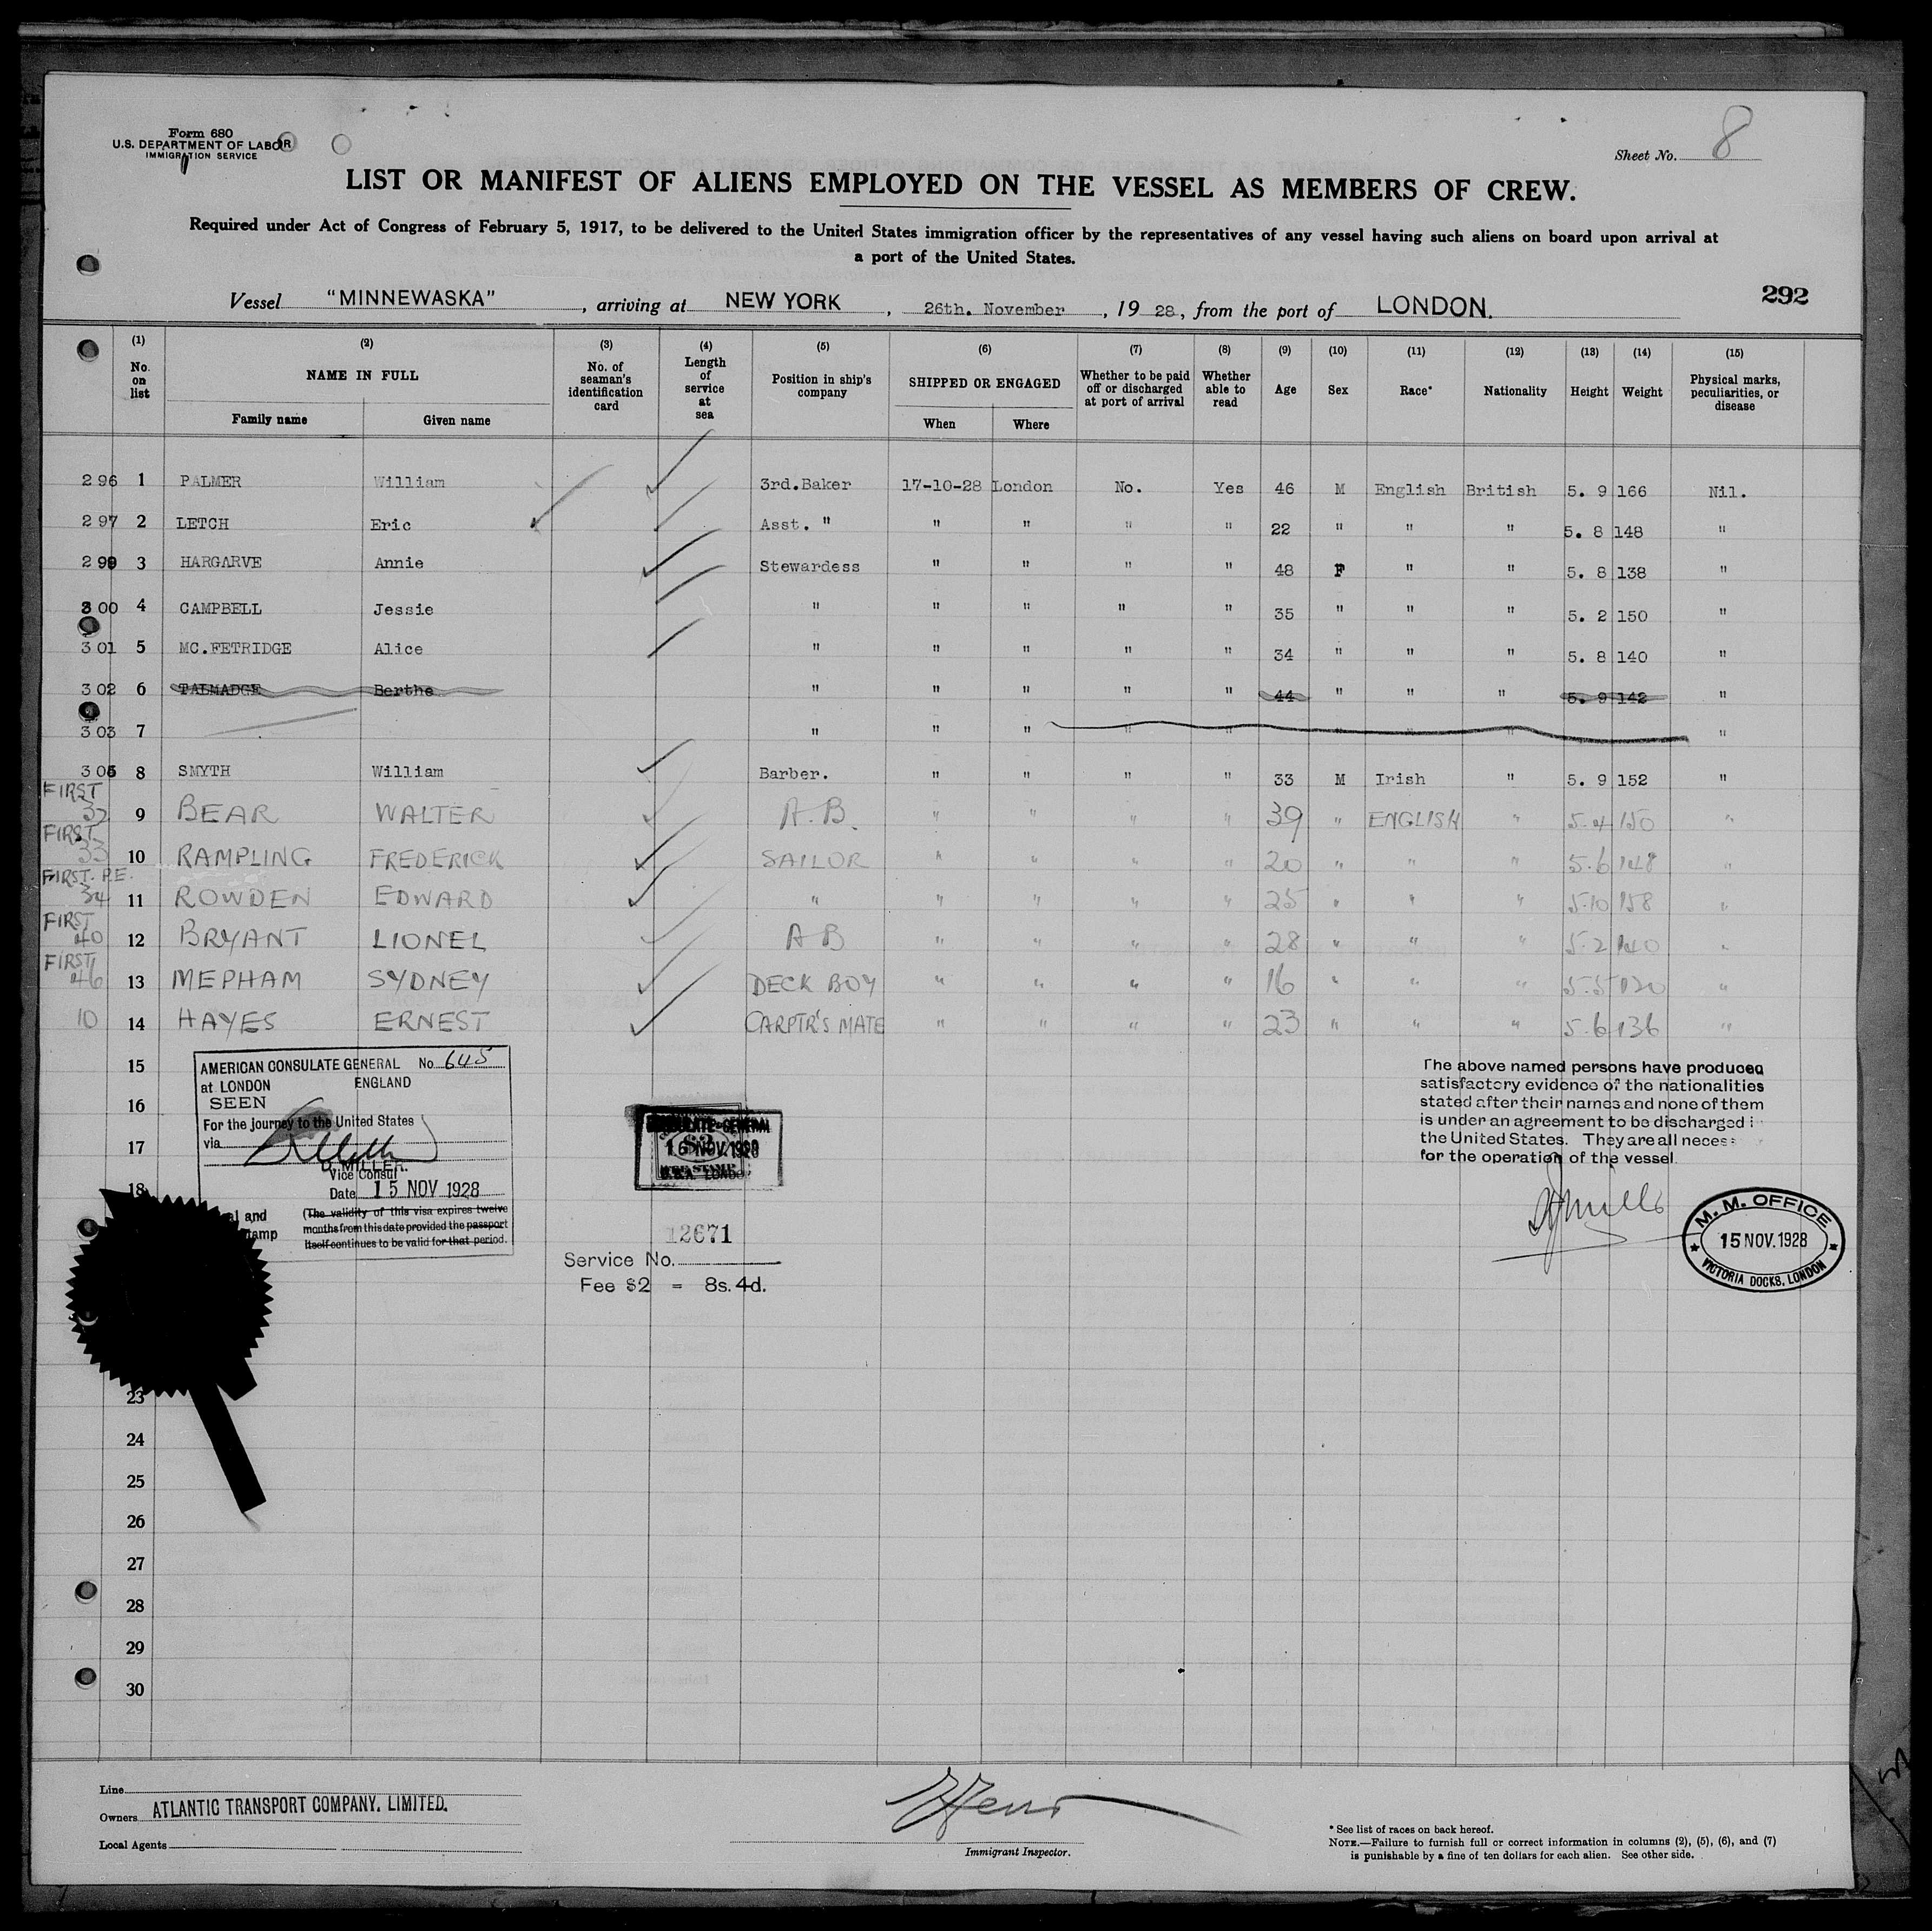 Form 680
U.S. DEPARTMENT OF LABOR
IMMIGRATION SERVICE
Sheet No. 8
LIST OR MANIFEST OF ALIENS EMPLOYED ON THE VESSEL AS MEMBERS OF CREW.
Required under Act of Congress of February 5, 1917, to be delivered to the United States immigration officer by the representatives of any vessel having such aliens on board upon arrival at
a port of the United States.
292
Vessel "MINNEWASKA", arriving at NEW YORK, 26th. November, 19 28, from the port of LONDON.
(1) (2) (3) (4) (5) (6) (7) (8) (9) (10) (11) (12) (13) (14) (15)
No. on list NAME IN FULL No. of seaman's identification card Length of service at sea Position in ship's company SHIPPED OR ENGAGED Whether to be paid off or discharged at port of arrival Whether able to read Age Sex Race* Nationality Height Weight Physical marks, peculiarities, or disease
Family name Given name When Where
296 1 PALMER William 3rd.Baker 17-10-28 London No. Yes 46 M English British 5. 9 166 Nil.
297 2 LETCH Eric Asst. " " " " " 22 " " " 5. 8 148 "
299 3 HARGARVE Annie Stewardess " " " " 48 F " " 5. 8 138 "
300 4 CAMPBELL Jessie " " " " " 35 " " " 5. 2 150 "
301 5 MC.FETRIDGE Alice " " " " " 34 " " " 5. 8 140 "
302 6 TALMADGE Berthe " " " " " 44 " " " 5. 9 142 "
303 7 " " " " " " " " "
305 8 SMYTH William Barber. " " " " 33 M Irish " 5. 9 152 "
FIRST
32 9 BEAR WALTER A.B. " " " " 39 " ENGLISH " 5.4 150 "
FIRST.
33 10 RAMPLING FREDERICK SAILOR " " " " 20 " " " 5.6 148 "
FIRST. P.E.
34 11 ROWDEN EDWARD " " " " " 25 " " " 5.10 158 "
FIRST
40 12 BRYANT LIONEL AB " " " " 28 " " " 5.2 140 "
FIRST
46 13 MEPHAM SYDNEY DECK BOY " " " " 16 " " " 5.5 120 "
10 14 HAYES ERNEST CARPTR'S MATE " " " " 23 " " " 5.6 136 "
15
16
17
18
23
24
25
26
27
28
29
30
AMERICAN CONSULATE GENERAL No. 645
at LONDON ENGLAND
SEEN
For the journey to the United States
via
D. MILLER.
Vice Consul
Date 15 NOV 1928
(The validity of this visa expires twelve
months from this date provided the passport
itself continues to be valid for that period.
al and
tamp
GENERAL
NOV. 1928
LONDON
12671
Service No.
Fee $2 = 8s. 4d.
The above named persons have produced
satisfactory evidence of the nationalities
stated after their names and none of them
is under an agreement to be discharged i
the United States. They are all neces
for the operation of the vessel.
M. M. OFFICE
15 NOV. 1928
VICTORIA DOCKS, LONDON
Line
Owners ATLANTIC TRANSPORT COMPANY. LIMITED.
Local Agents
Immigrant Inspector.
* See list of races on back hereof.
NOTE.—Failure to furnish full or correct information in columns (2), (5), (6), and (7)
is punishable by a fine of ten dollars for each alien. See other side.